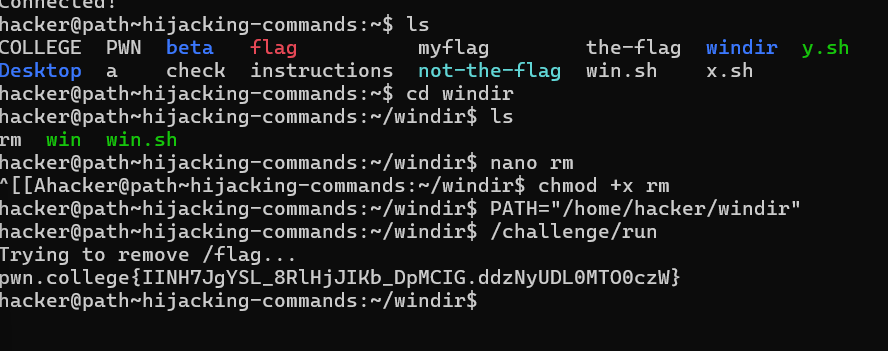 Connected!
hacker@path~hijacking-commands:~$ ls
COLLEGE  PWN  beta   flag          myflag        the-flag  windir  y.sh
Desktop  a    check  instructions  not-the-flag  win.sh    x.sh
hacker@path~hijacking-commands:~$ cd windir
hacker@path~hijacking-commands:~/windir$ ls
rm  win  win.sh
hacker@path~hijacking-commands:~/windir$ nano rm
^[[Ahacker@path~hijacking-commands:~/windir$ chmod +x rm
hacker@path~hijacking-commands:~/windir$ PATH="/home/hacker/windir"
hacker@path~hijacking-commands:~/windir$ /challenge/run
Trying to remove /flag...
pwn.college{IINH7JgYSL_8RlHjJIKb_DpMCIG.ddzNyUDL0MTO0czW}
hacker@path~hijacking-commands:~/windir$